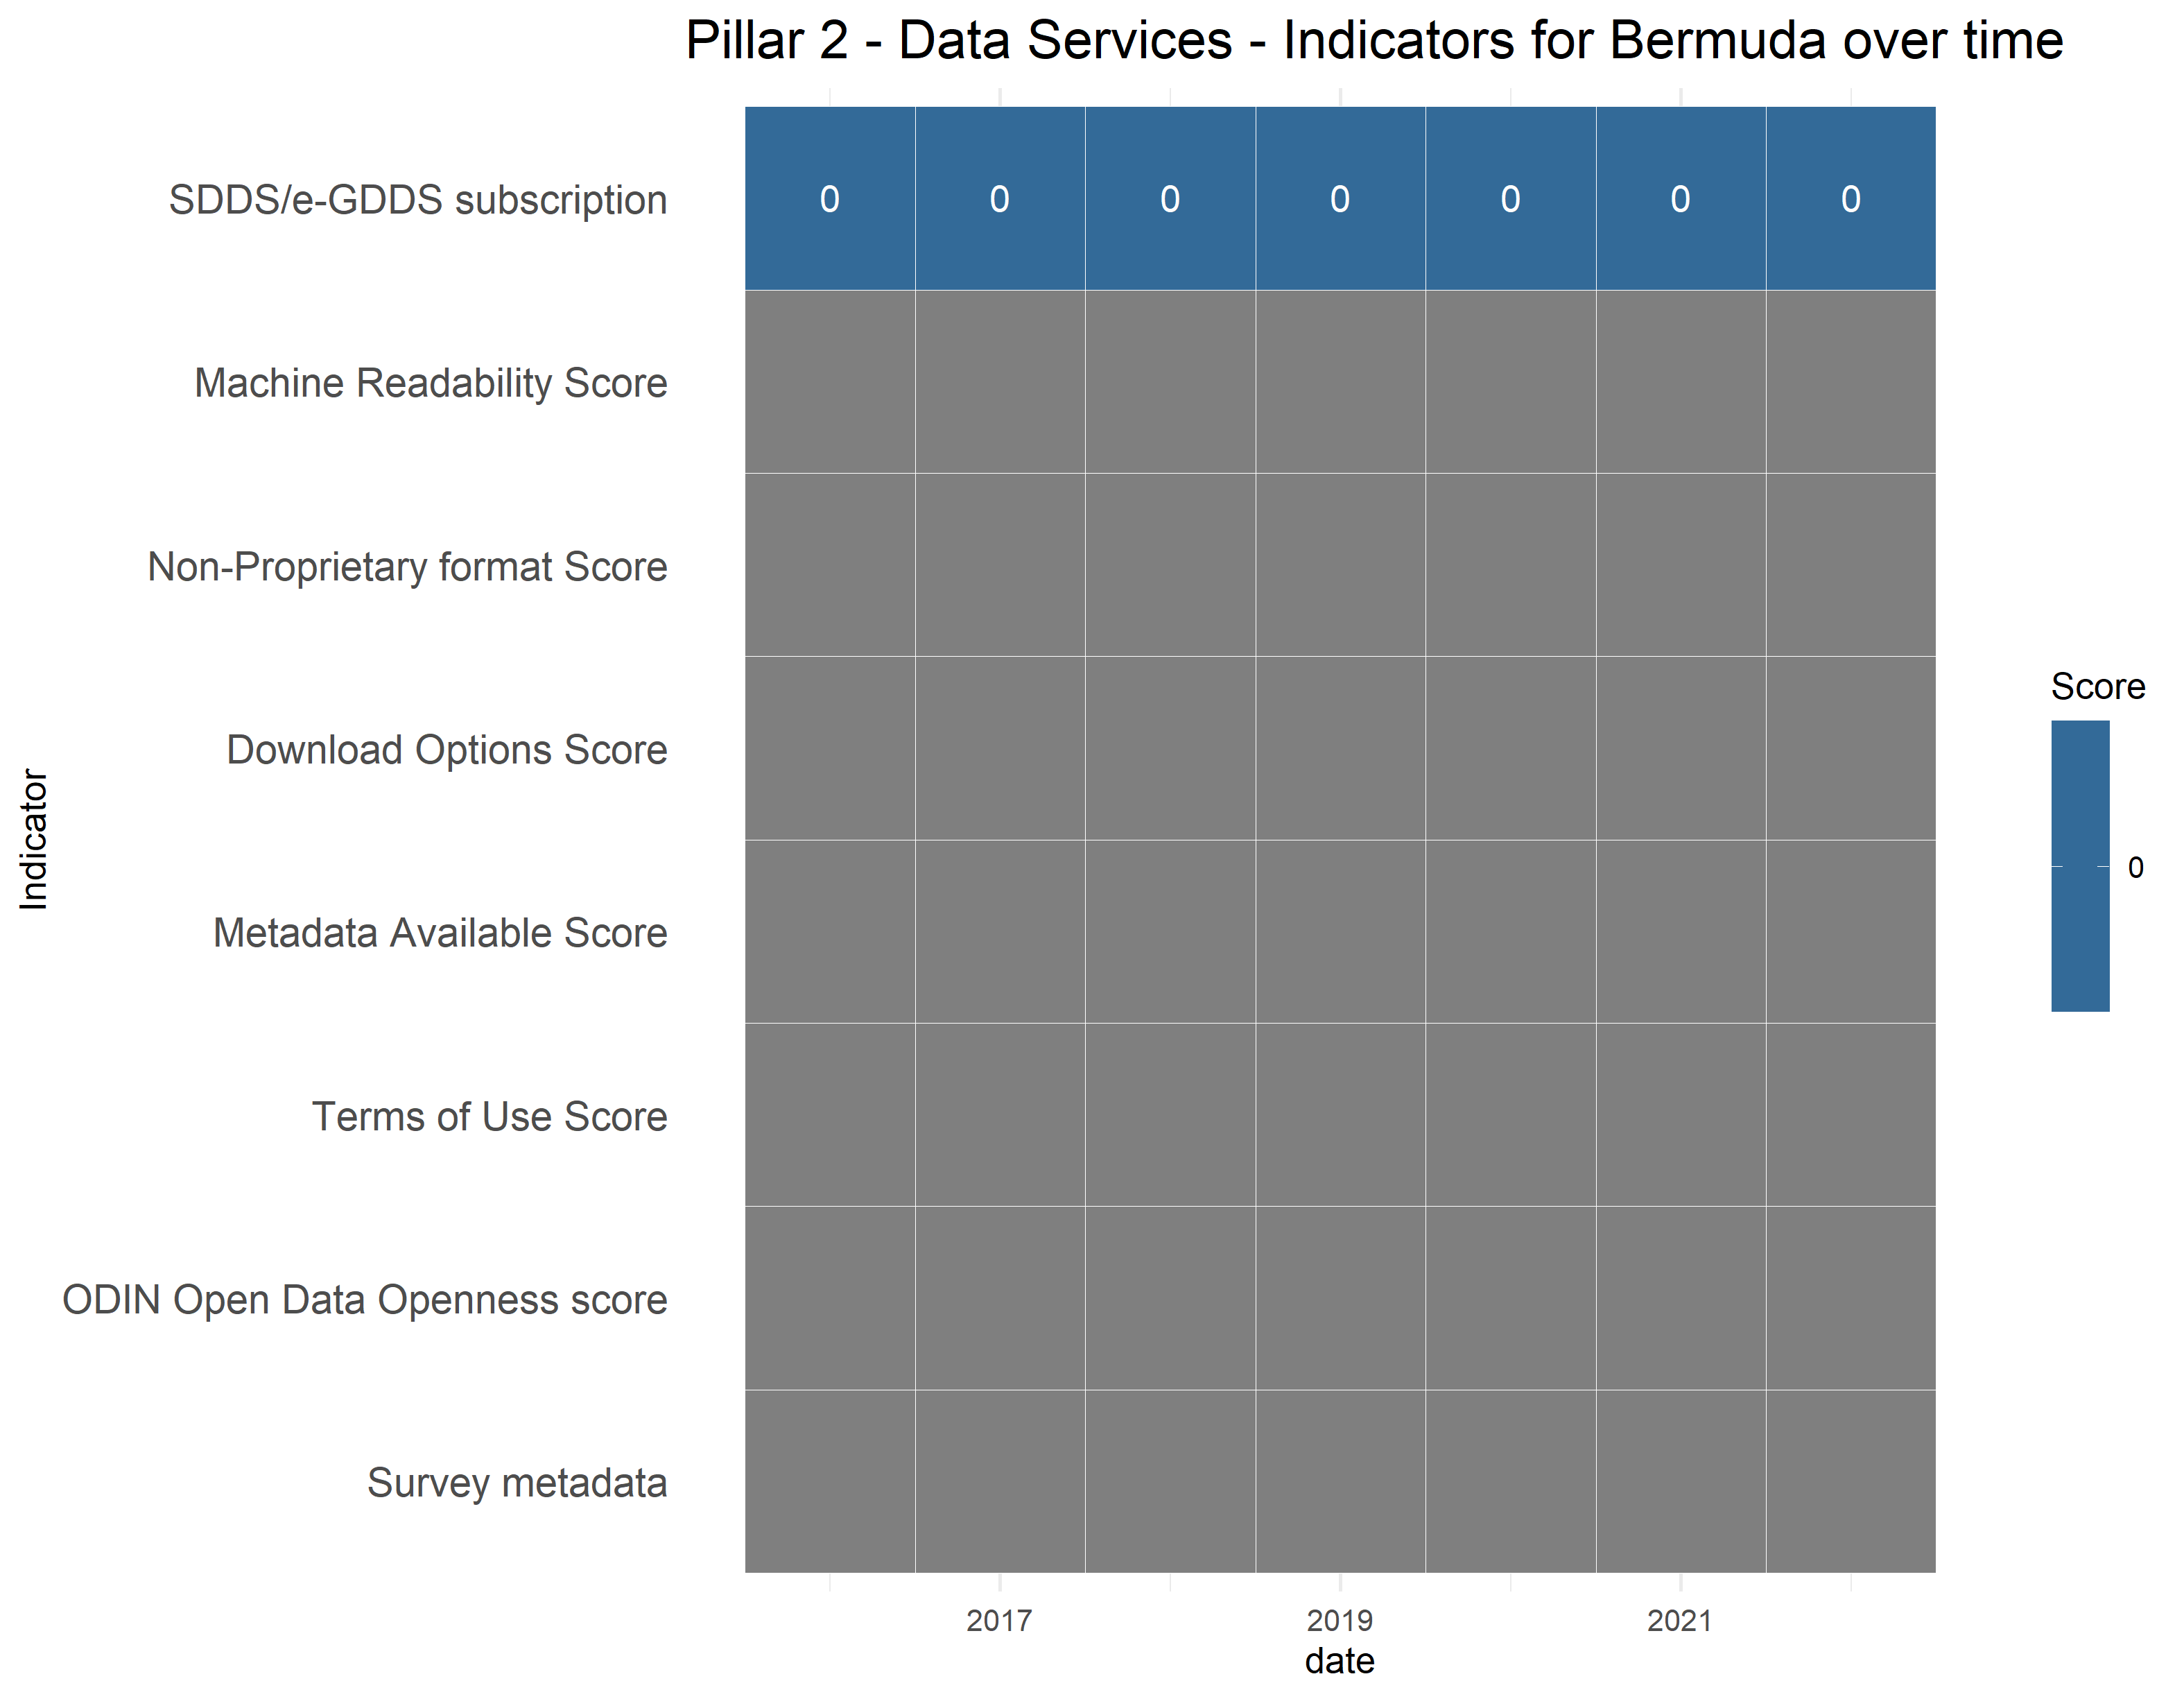 Pillar 2 - Data Services - Indicators for Bermuda over time
SDDS/e-GDDS subscription
0 0 0 0 0 0 0
Machine Readability Score
Non-Proprietary format Score
Download Options Score
Metadata Available Score
Terms of Use Score
ODIN Open Data Openness score
Survey metadata
Indicator
2017 2019 2021
date
Score
0